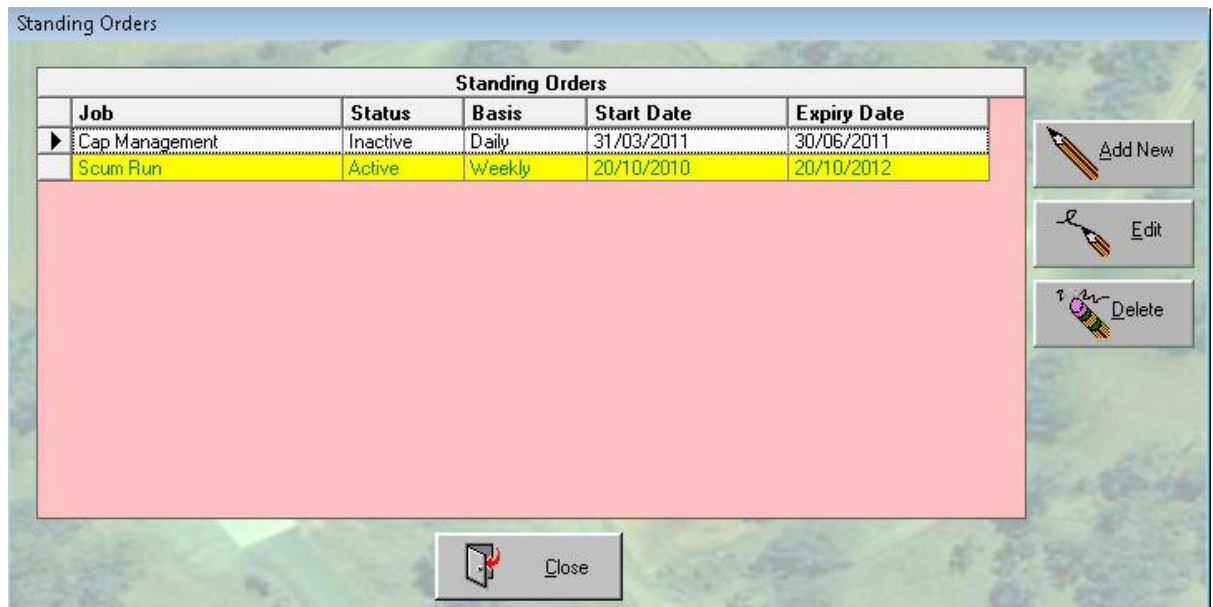 Standing Orders
Standing Orders
Job Status Basis Start Date Expiry Date
Cap Management Inactive Daily 31/03/2011 30/06/2011
Scum Run Active Weekly 20/10/2010 20/10/2012
Add New
Edit
Delete
Close